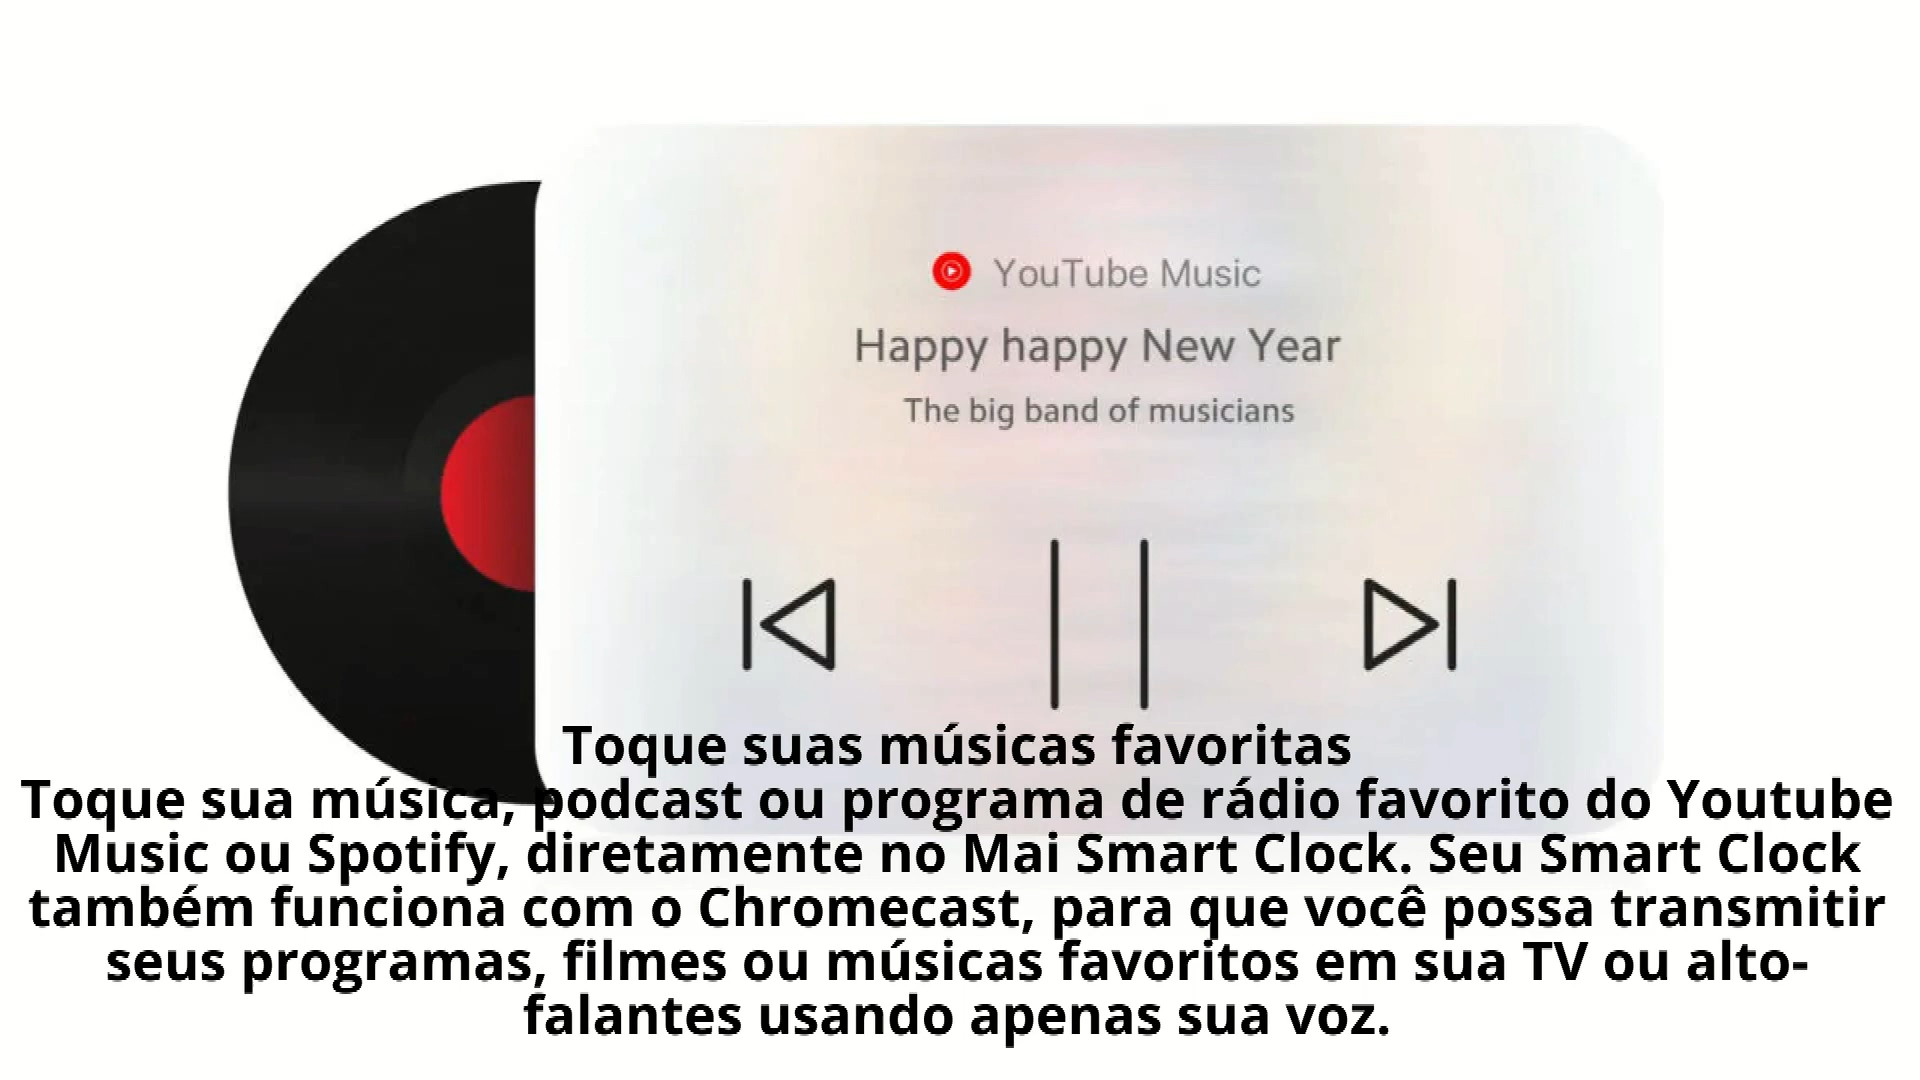 YouTube Music
Happy happy New Year
The big band of musicians
Toque suas músicas favoritas
Toque sua música, podcast ou programa de rádio favorito do Youtube
Music ou Spotify, diretamente no Mai Smart Clock. Seu Smart Clock
também funciona com o Chromecast, para que você possa transmitir
seus programas, filmes ou músicas favoritos em sua TV ou alto-
falantes usando apenas sua voz.